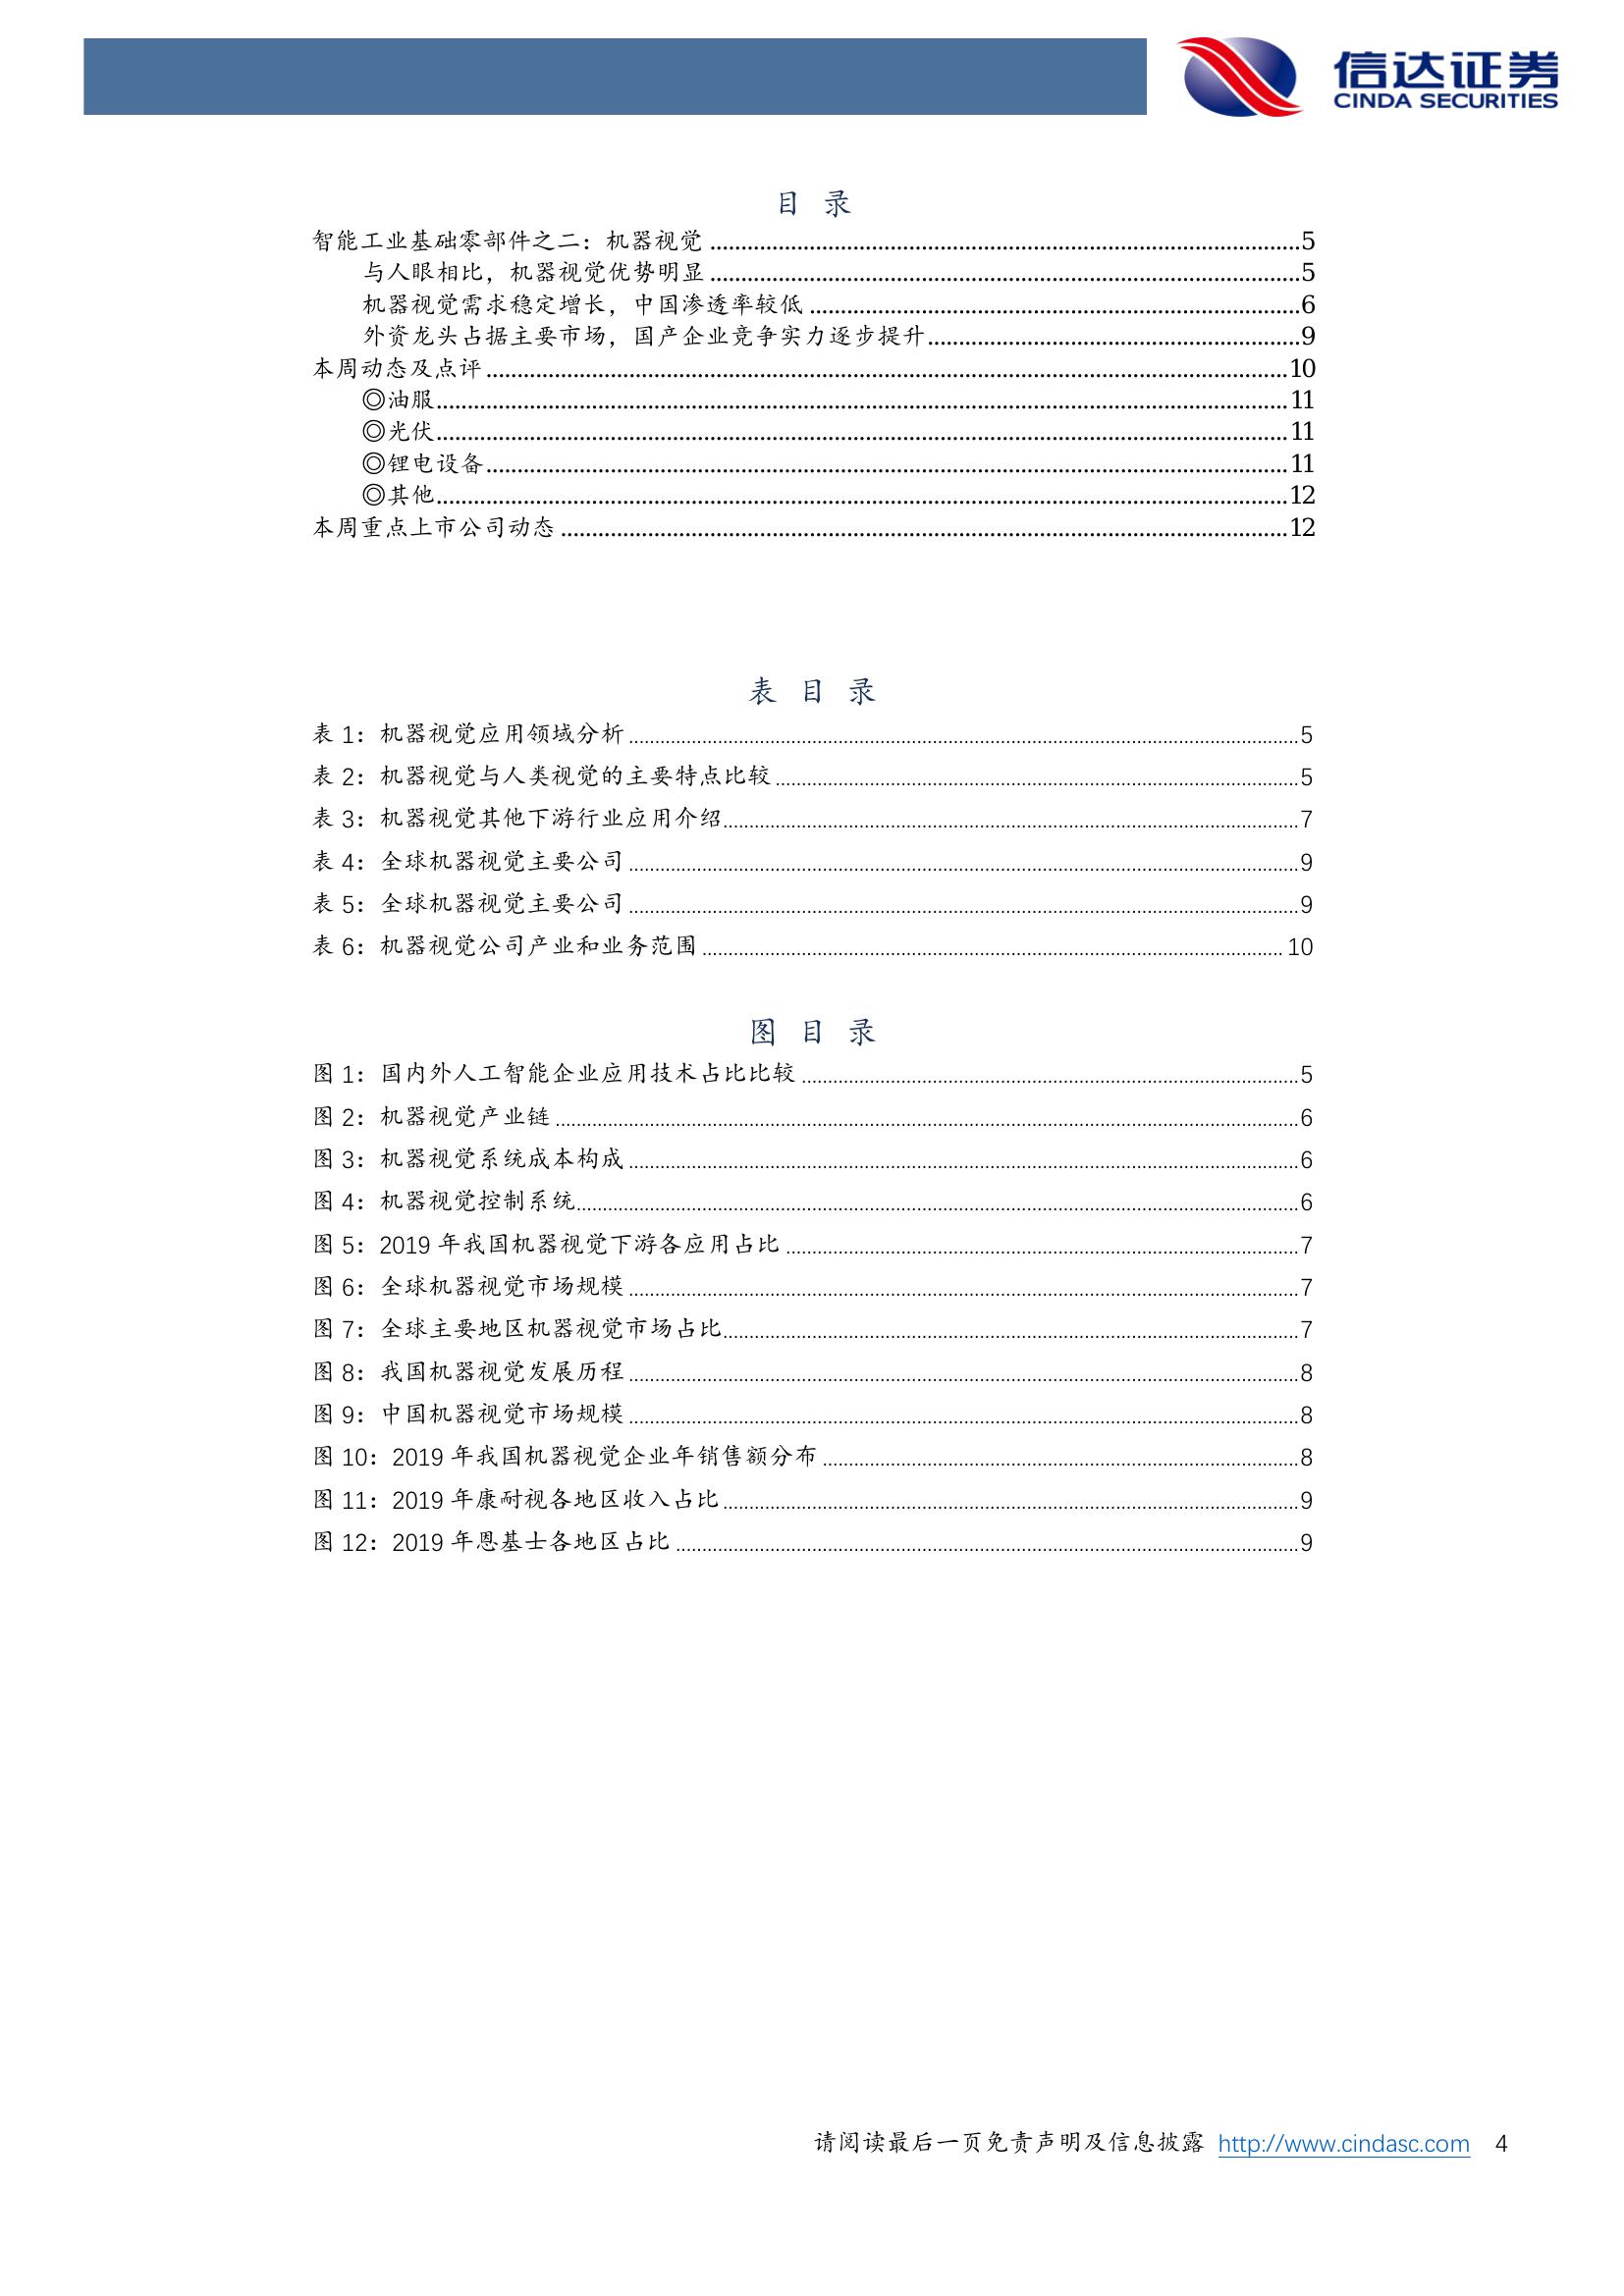 信达证券
CINDA SECURITIES
目 录
智能工业基础零部件之二：机器视觉 5
与人眼相比，机器视觉优势明显 5
机器视觉需求稳定增长，中国渗透率较低 6
外资龙头占据主要市场，国产企业竞争实力逐步提升 9
本周动态及点评 10
◎油服 11
◎光伏 11
◎锂电设备 11
◎其他 12
本周重点上市公司动态 12
表 目 录
表 1：机器视觉应用领域分析 5
表 2：机器视觉与人类视觉的主要特点比较 5
表 3：机器视觉其他下游行业应用介绍 7
表 4：全球机器视觉主要公司 9
表 5：全球机器视觉主要公司 9
表 6：机器视觉公司产业和业务范围 10
图 目 录
图 1：国内外人工智能企业应用技术占比比较 5
图 2：机器视觉产业链 6
图 3：机器视觉系统成本构成 6
图 4：机器视觉控制系统 6
图 5：2019 年我国机器视觉下游各应用占比 7
图 6：全球机器视觉市场规模 7
图 7：全球主要地区机器视觉市场占比 7
图 8：我国机器视觉发展历程 8
图 9：中国机器视觉市场规模 8
图 10：2019 年我国机器视觉企业年销售额分布 8
图 11：2019 年康耐视各地区收入占比 9
图 12：2019 年恩基士各地区占比 9
请阅读最后一页免责声明及信息披露 http://www.cindasc.com 4